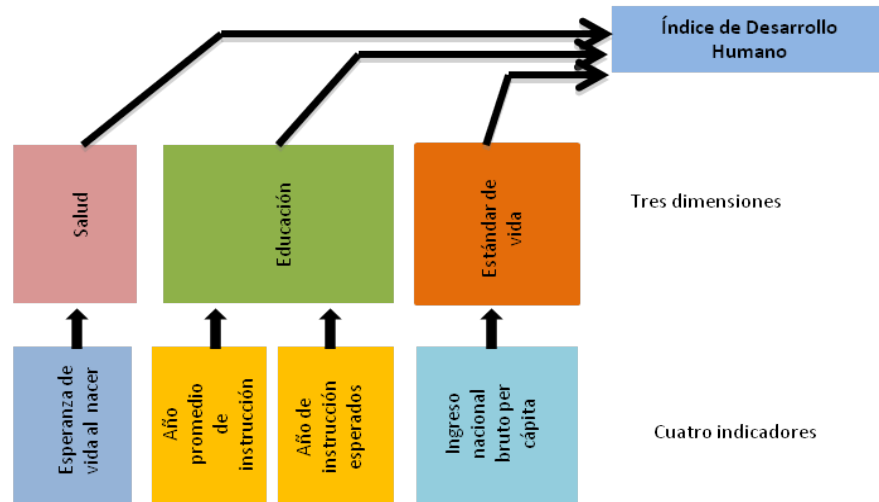 Índice de Desarrollo
Humano
Salud
Educación
Estándar de
vida
Tres dimensiones
Esperanza de
vida al nacer
Año
promedio
de
instrucción
Año de
instrucción
esperados
Ingreso
nacional
bruto per
cápita
Cuatro indicadores